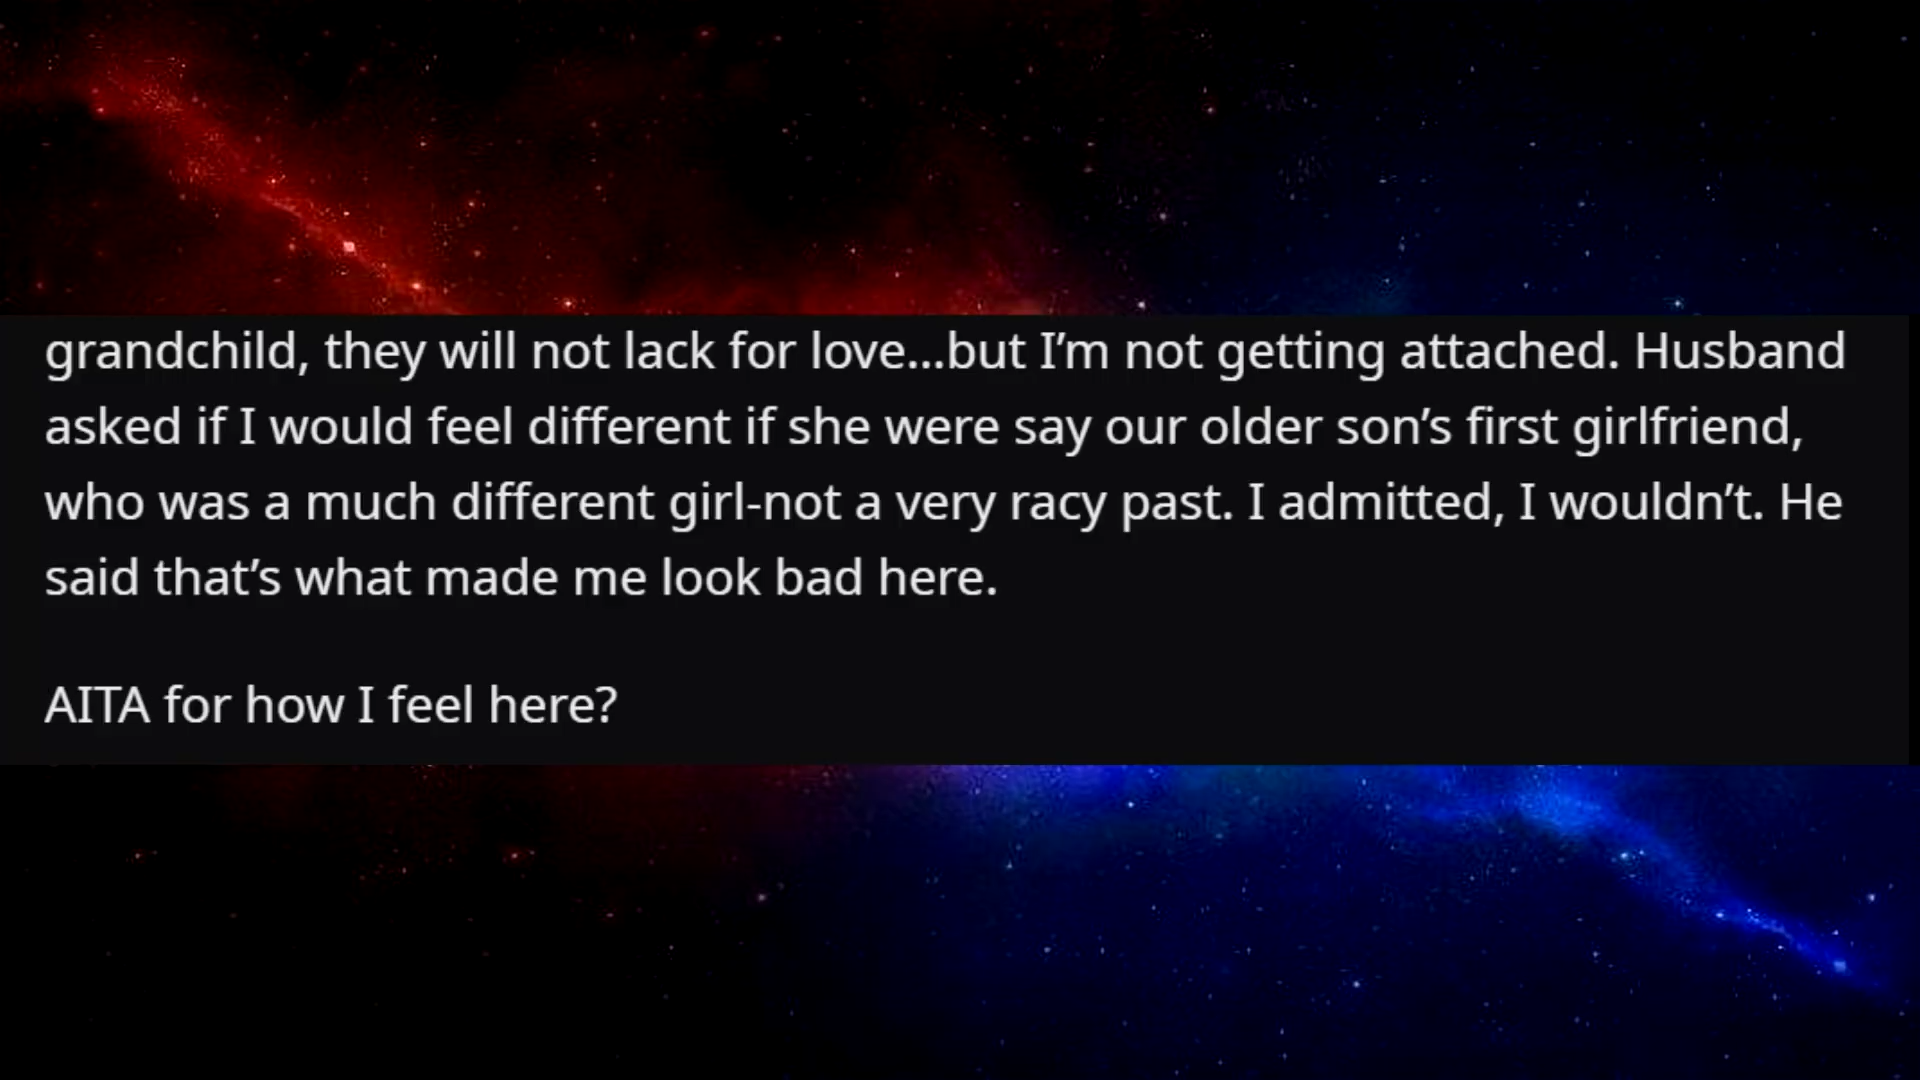 grandchild, they will not lack for love...but I’m not getting attached. Husband
asked if I would feel different if she were say our older son’s first girlfriend,
who was a much different girl-not a very racy past. I admitted, I wouldn’t. He
said that’s what made me look bad here.
AITA for how I feel here?